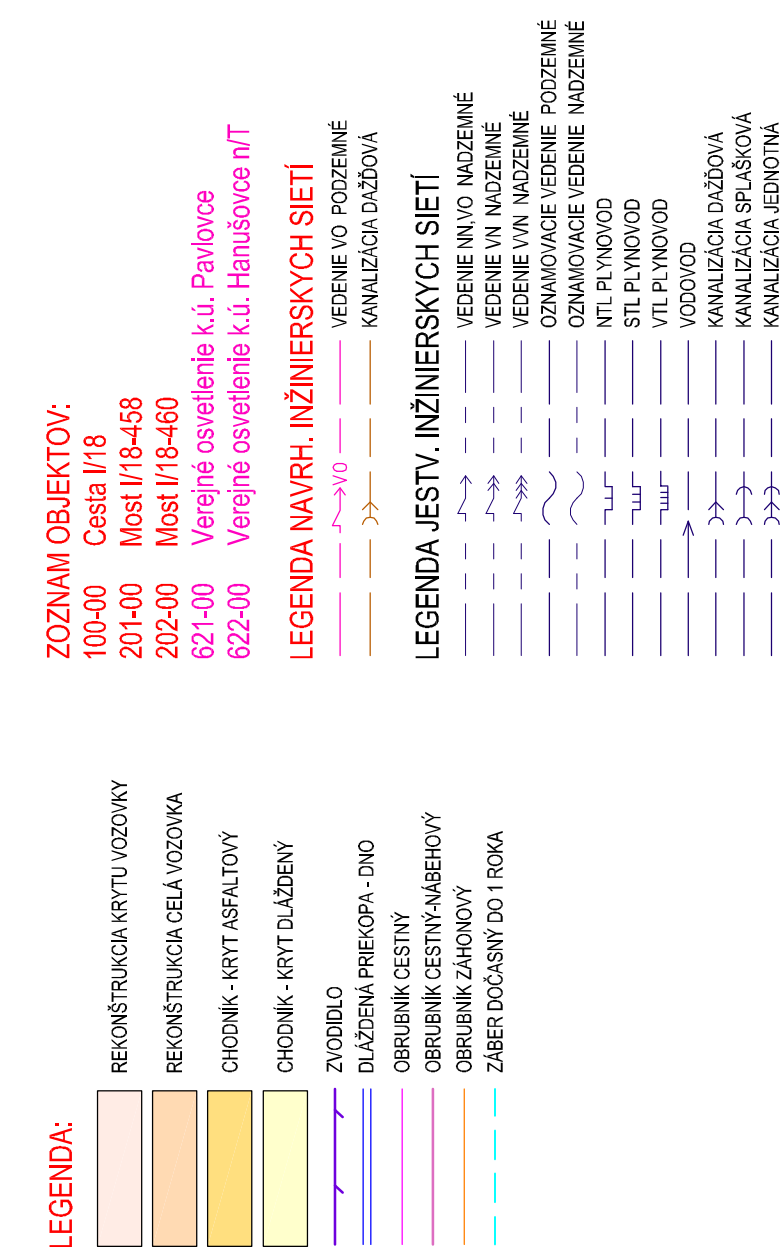 LEGENDA:
REKONŠTRUKCIA KRYTU VOZOVKY
REKONŠTRUKCIA CELÁ VOZOVKA
CHODNÍK - KRYT ASFALTOVÝ
CHODNÍK - KRYT DLÁŽDENÝ
ZVODIDLO
DLÁŽDENÁ PRIEKOPA - DNO
OBRUBNÍK CESTNÝ
OBRUBNÍK CESTNÝ-NÁBEHOVÝ
OBRUBNÍK ZÁHONOVÝ
ZÁBER DOČASNÝ DO 1 ROKA
ZOZNAM OBJEKTOV:
100-00 Cesta I/18
201-00 Most I/18-458
202-00 Most I/18-460
621-00 Verejné osvetlenie k.ú. Pavlovce
622-00 Verejné osvetlenie k.ú. Hanušovce n/T
LEGENDA NAVRH. INŽINIERSKYCH SIETÍ
VO VEDENIE VO PODZEMNÉ
KANALIZÁCIA DAŽĎOVÁ
LEGENDA JESTV. INŽINIERSKYCH SIETÍ
VEDENIE NN,VO NADZEMNÉ
VEDENIE VN NADZEMNÉ
VEDENIE VVN NADZEMNÉ
OZNAMOVACIE VEDENIE PODZEMNÉ
OZNAMOVACIE VEDENIE NADZEMNÉ
NTL PLYNOVOD
STL PLYNOVOD
VTL PLYNOVOD
VODOVOD
KANALIZÁCIA DAŽĎOVÁ
KANALIZÁCIA SPLAŠKOVÁ
KANALIZÁCIA JEDNOTNÁ